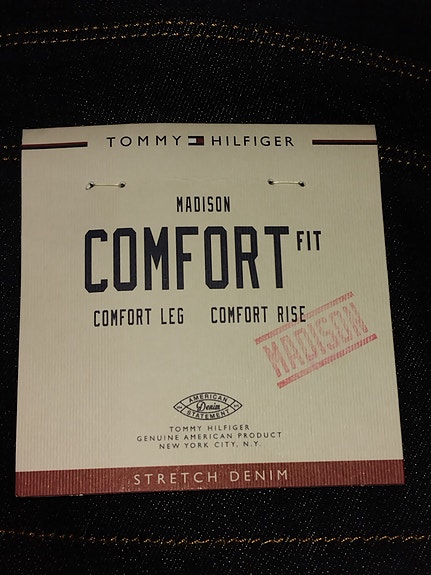 TOMMY HILFIGER
MADISON
COMFORT FIT
COMFORT LEG COMFORT RISE
MADISON
AMERICAN
Denim
STATEMENT
TOMMY HILFIGER
GENUINE AMERICAN PRODUCT
NEW YORK CITY, N.Y.
STRETCH DENIM